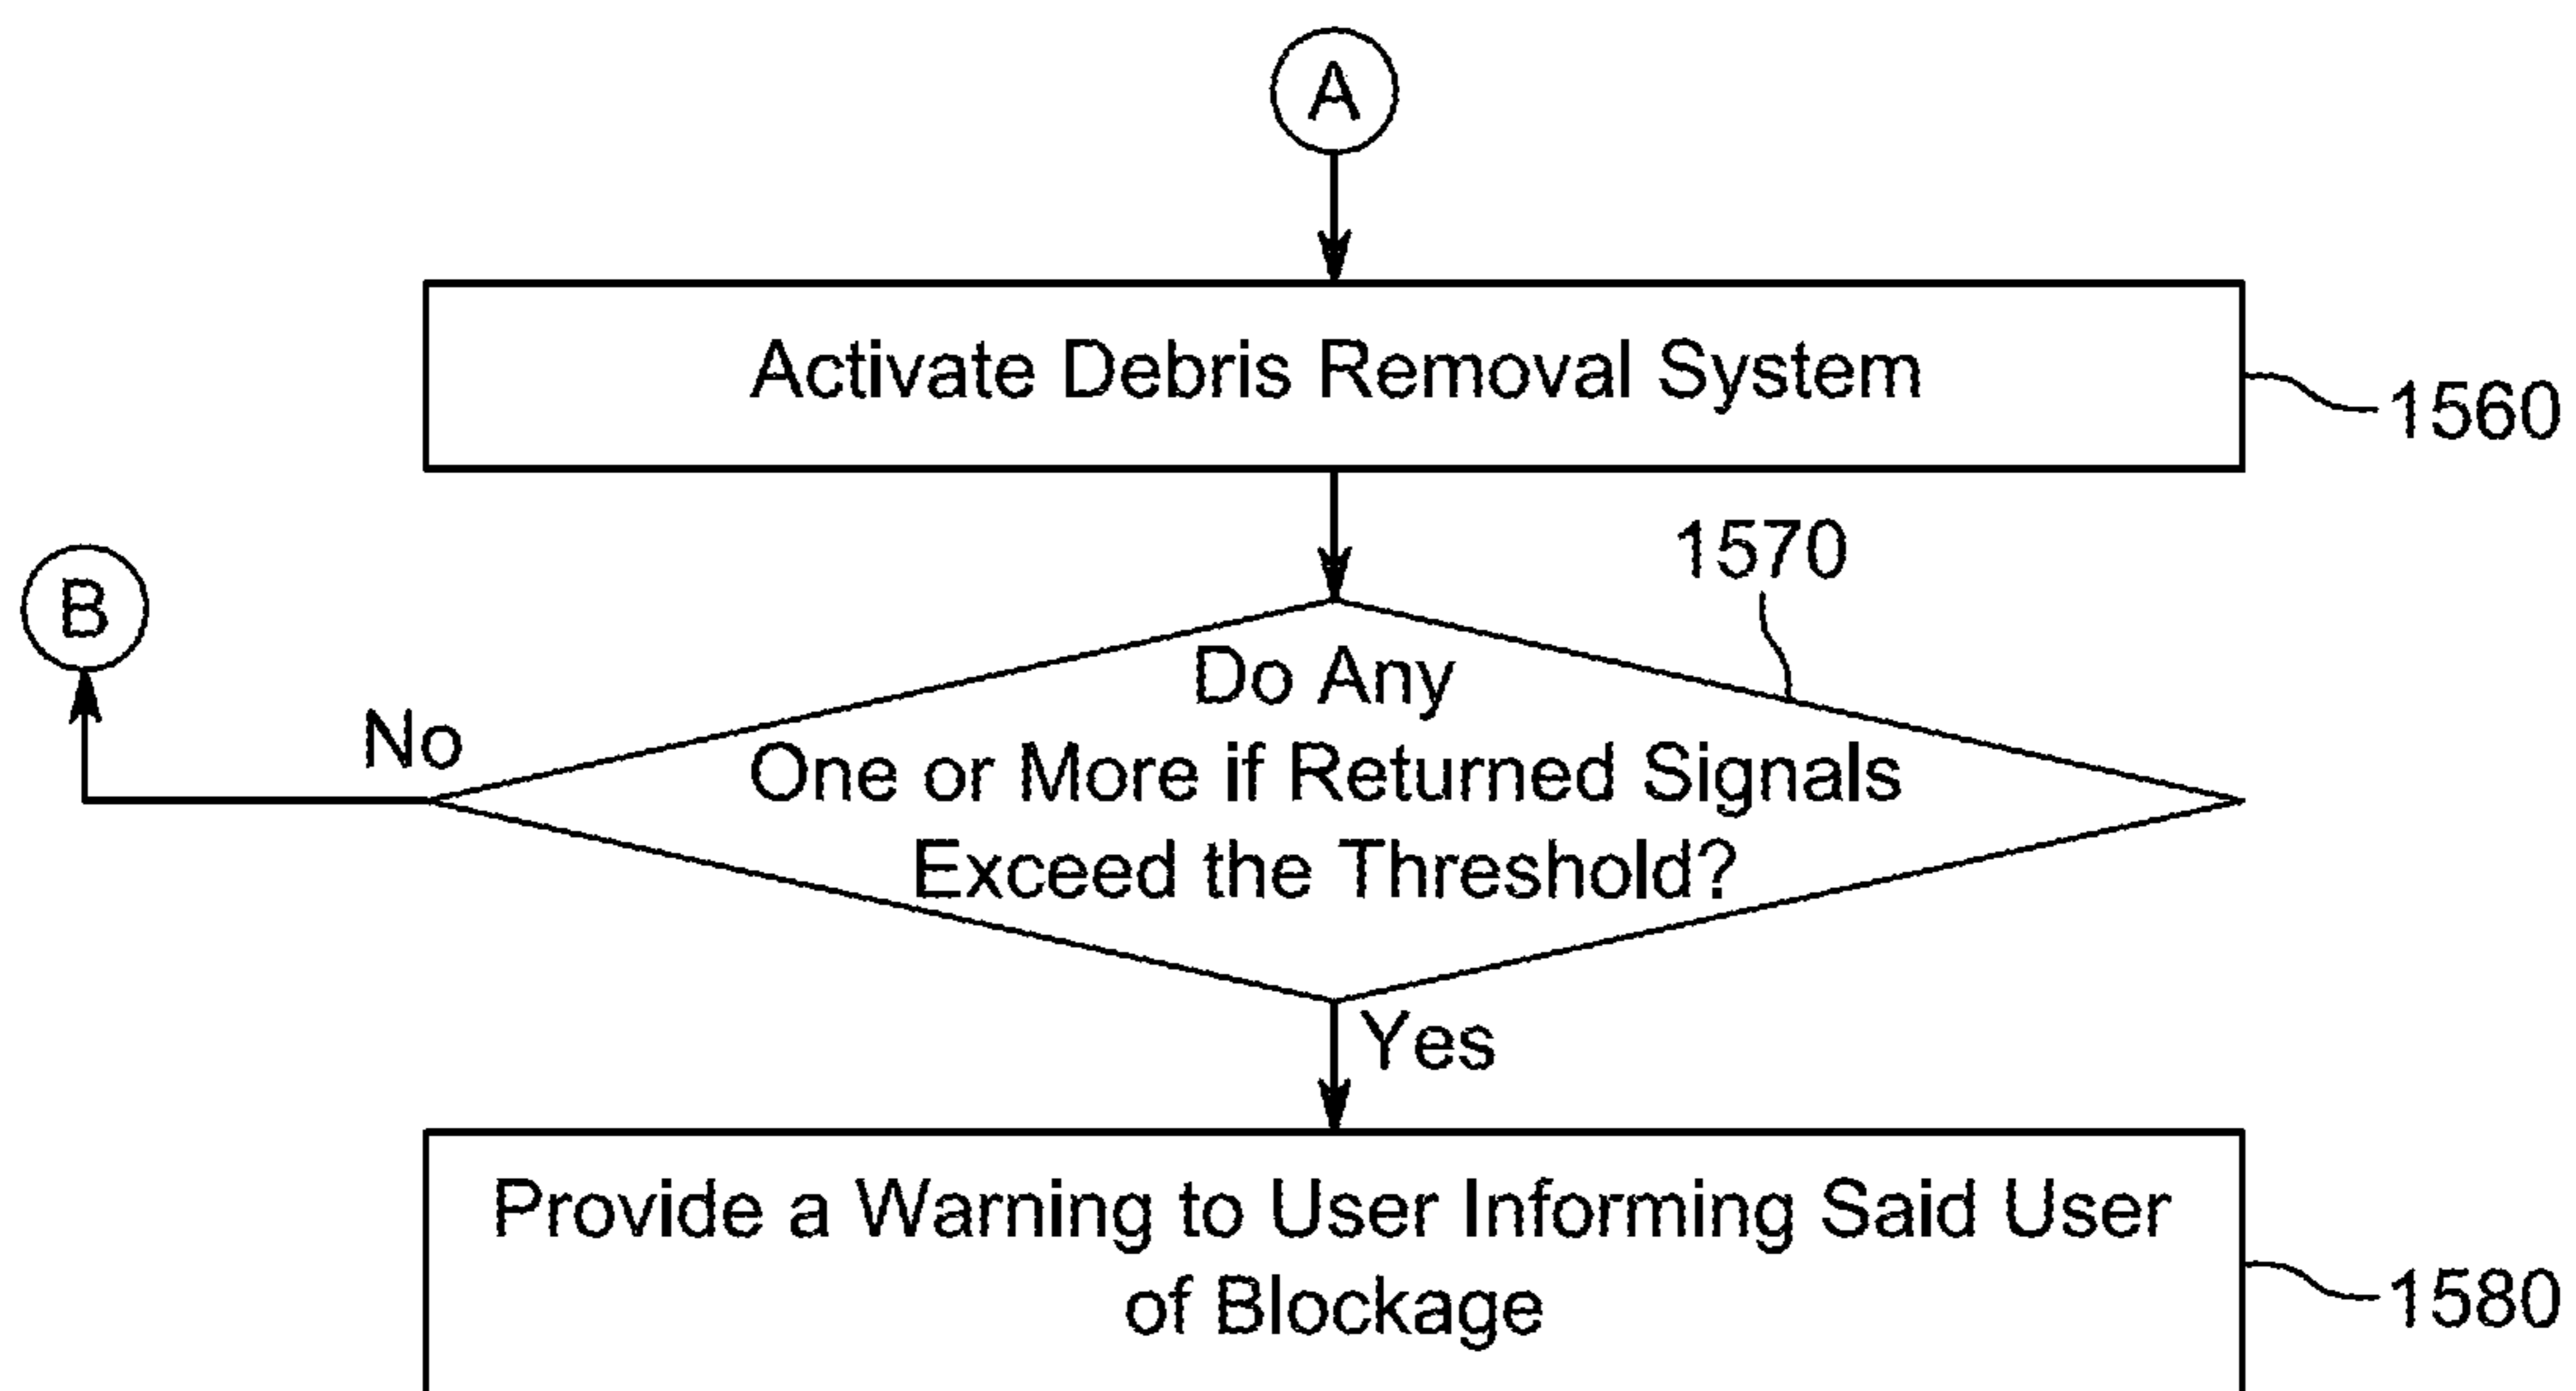 A
Activate Debris Removal System
1560
B
1570
No
Do Any
One or More if Returned Signals
Exceed the Threshold?
Yes
Provide a Warning to User Informing Said User
of Blockage
1580